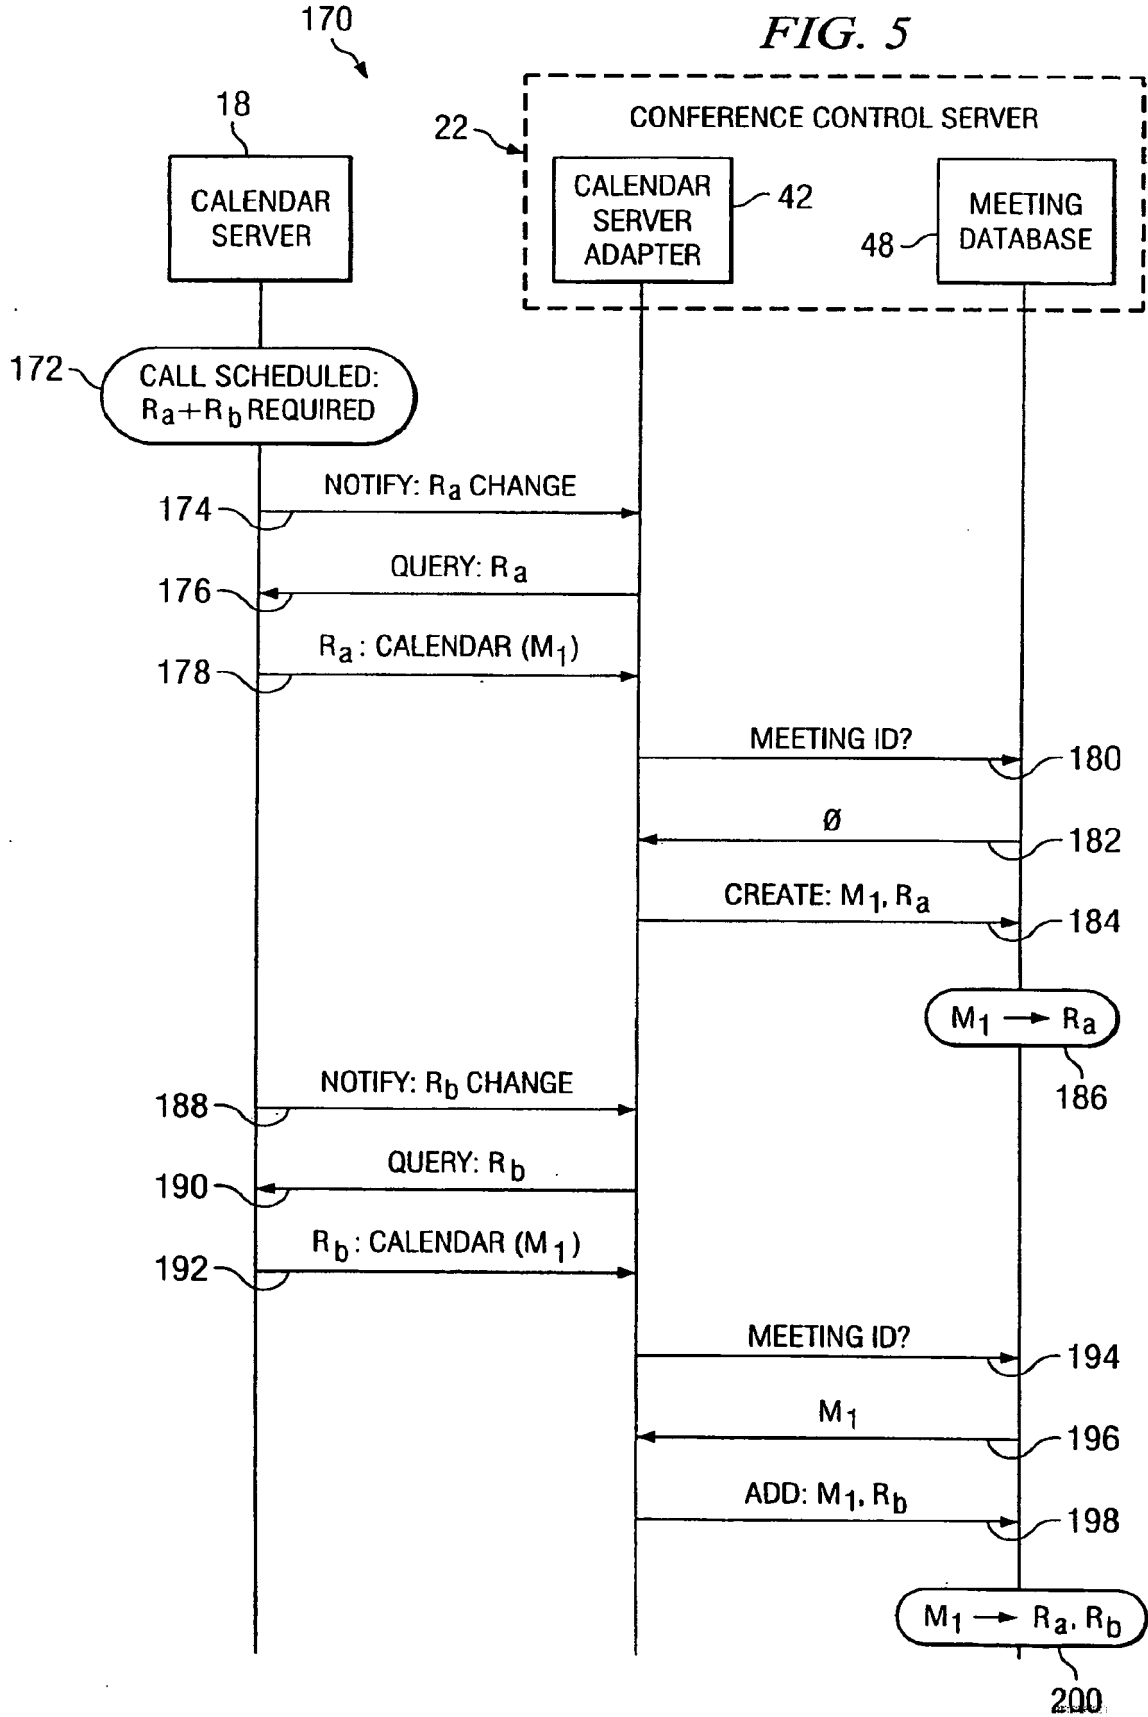 FIG. 5
170
CONFERENCE CONTROL SERVER
18
22
CALENDAR
SERVER
CALENDAR
SERVER
ADAPTER
42
MEETING
DATABASE
48
172
CALL SCHEDULED:
Ra+Rb REQUIRED
NOTIFY: Ra CHANGE
174
QUERY: Ra
176
Ra: CALENDAR (M1)
178
MEETING ID?
180
Ø
182
CREATE: M1, Ra
184
M1 → Ra
186
NOTIFY: Rb CHANGE
188
QUERY: Rb
190
Rb: CALENDAR (M1)
192
MEETING ID?
194
M1
196
ADD: M1, Rb
198
M1 → Ra, Rb
200